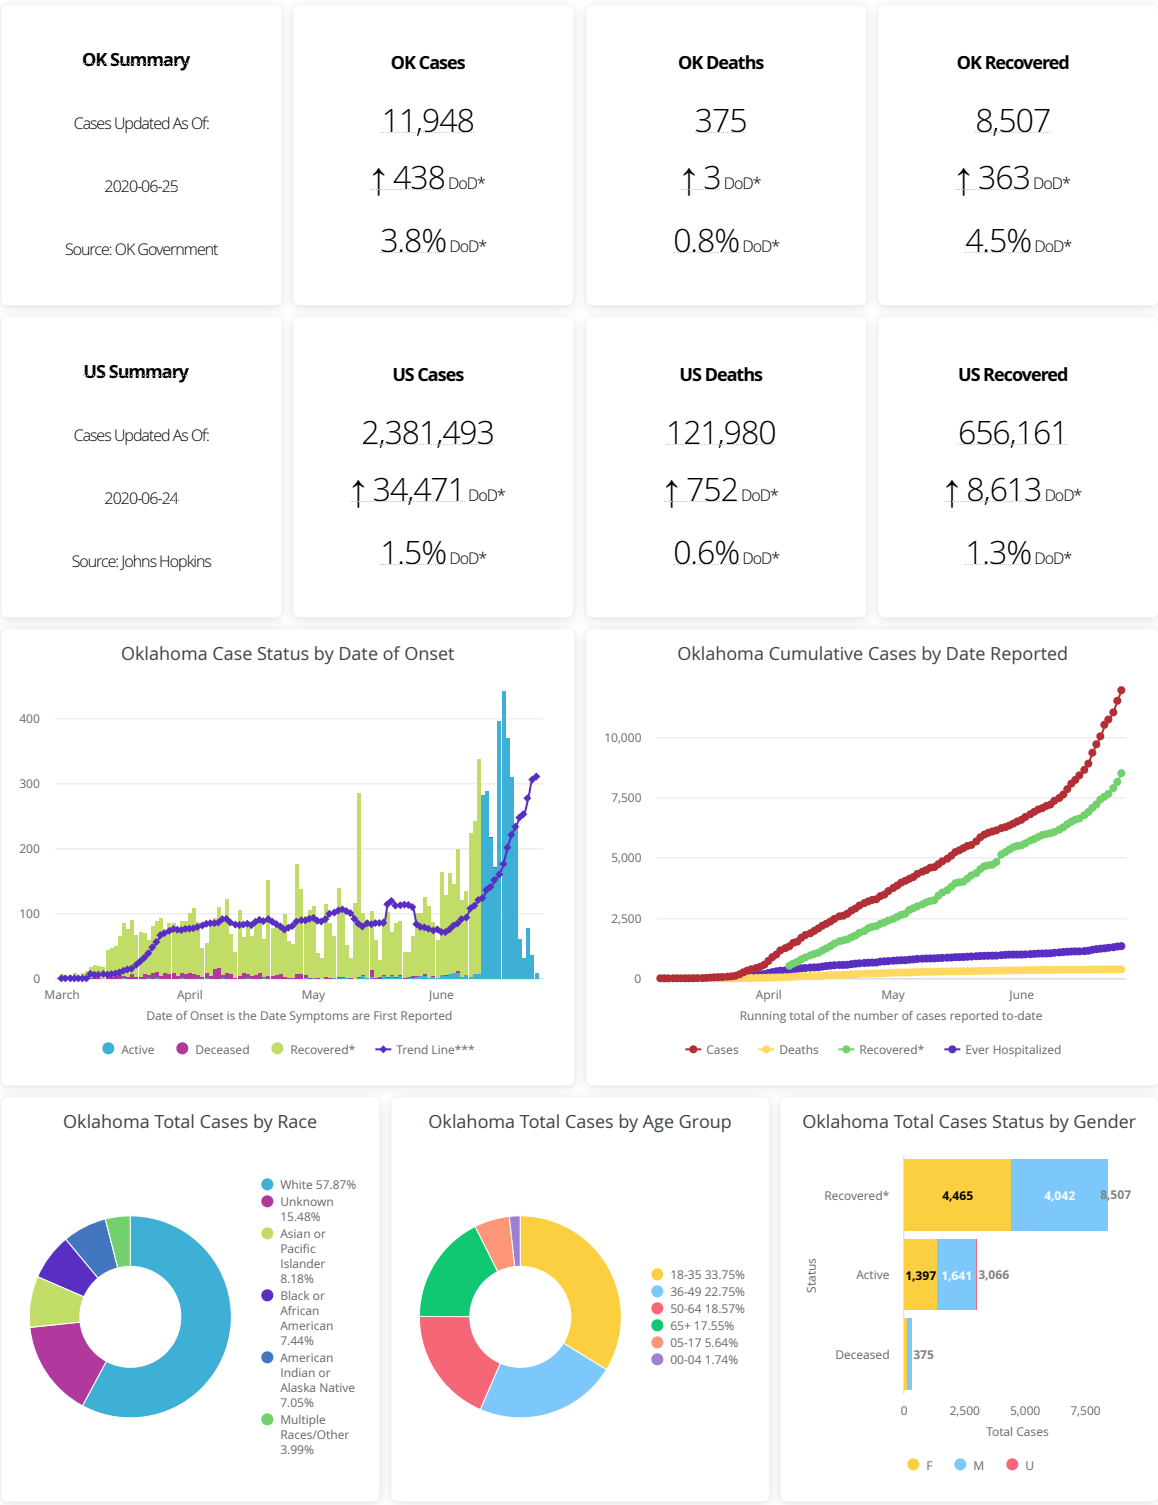 OK Summary
Cases Updated As Of:
2020-06-25
Source: OK Government
OK Cases
11,948
↑ 438 DoD*
3.8% DoD*
OK Deaths
375
↑ 3 DoD*
0.8% DoD*
OK Recovered
8,507
↑ 363 DoD*
4.5% DoD*
US Summary
Cases Updated As Of:
2020-06-24
Source: Johns Hopkins
US Cases
2,381,493
↑ 34,471 DoD*
1.5% DoD*
US Deaths
121,980
↑ 752 DoD*
0.6% DoD*
US Recovered
656,161
↑ 8,613 DoD*
1.3% DoD*
Oklahoma Case Status by Date of Onset
400
300
200
100
0
March April May June
Date of Onset is the Date Symptoms are First Reported
Active Deceased Recovered* Trend Line***
Oklahoma Cumulative Cases by Date Reported
10,000
7,500
5,000
2,500
0
April May June
Running total of the number of cases reported to-date
Cases Deaths Recovered* Ever Hospitalized
Oklahoma Total Cases by Race
White 57.87%
Unknown
15.48%
Asian or
Pacific
Islander
8.18%
Black or
African
American
7.44%
American
Indian or
Alaska Native
7.05%
Multiple
Races/Other
3.99%
Oklahoma Total Cases by Age Group
18-35 33.75%
36-49 22.75%
50-64 18.57%
65+ 17.55%
05-17 5.64%
00-04 1.74%
Oklahoma Total Cases Status by Gender
Status
Recovered* 4,465 4,042 8,507
Active 1,397 1,641 3,066
Deceased 375
0 2,500 5,000 7,500
Total Cases
F M U